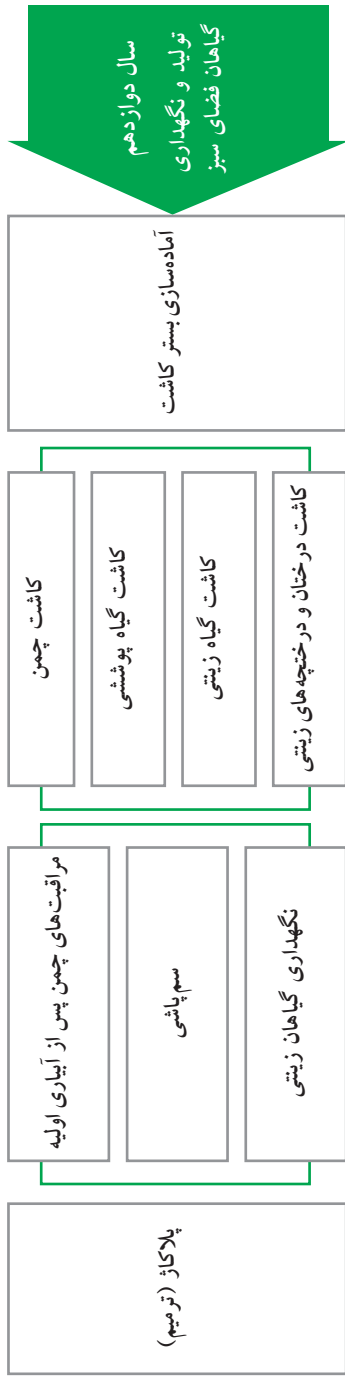 سال دوازدهم
تولید و نگهداری
گیاهان فضای سبز
آماده‌سازی بستر کاشت
کاشت چمن
کاشت گیاه پوششی
کاشت گیاه زینتی
کاشت درختان و درختچه‌های زینتی
مراقبت‌های چمن پس از آبیاری اولیه
سم‌پاشی
نگهداری گیاهان زینتی
پلاکاژ (ترمیم)